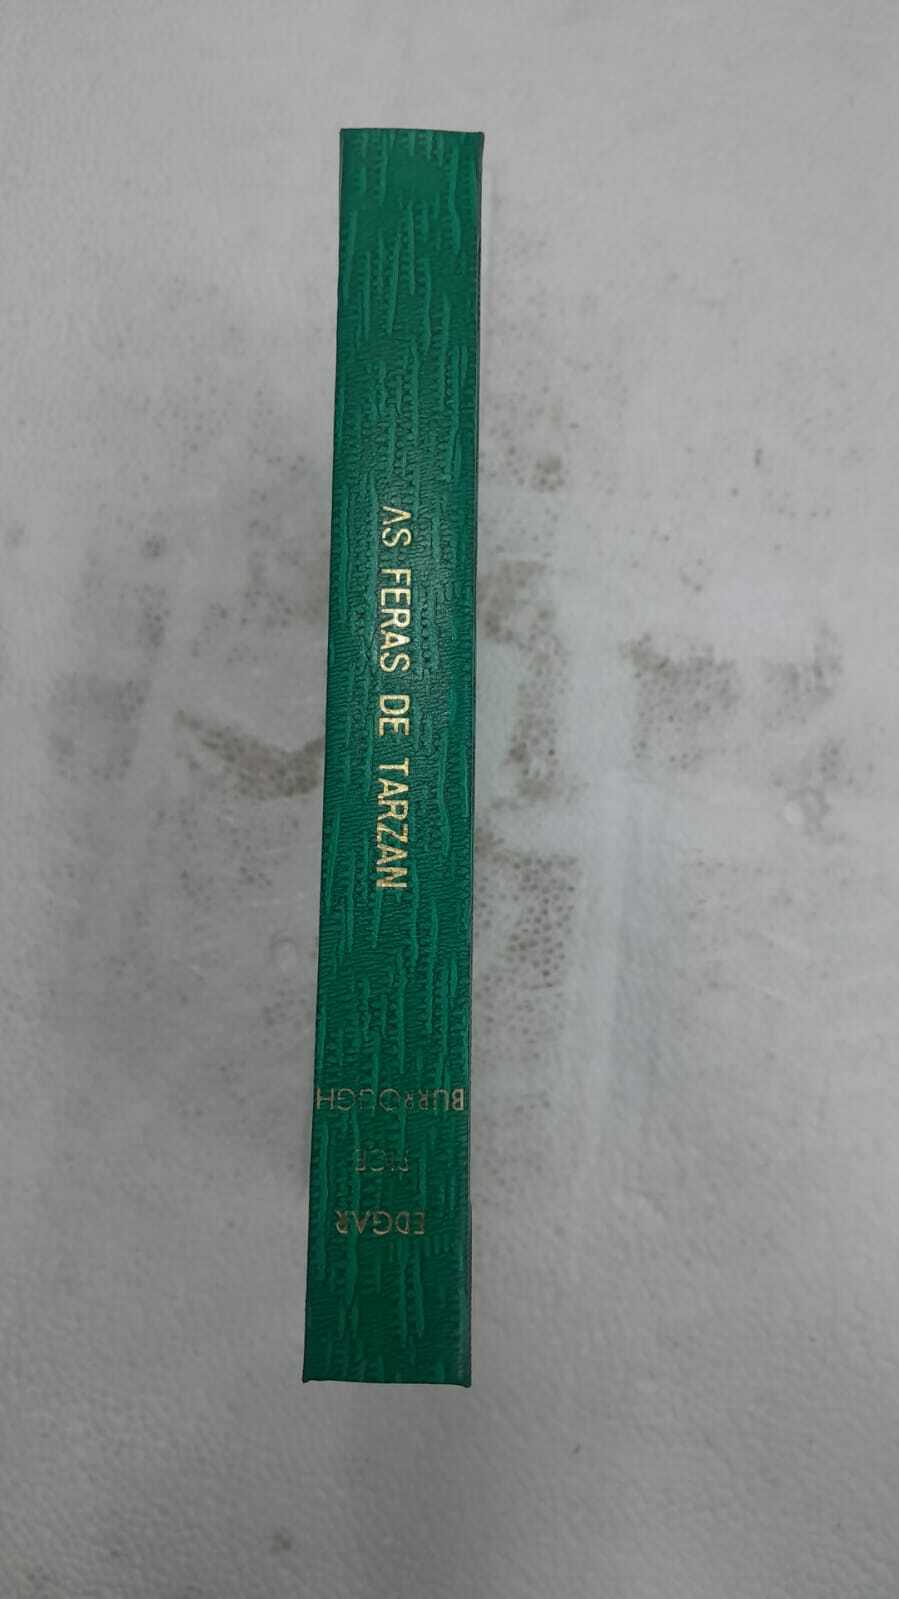 EDGAR
RICE
BURROUGH
AS FERAS DE TARZAN